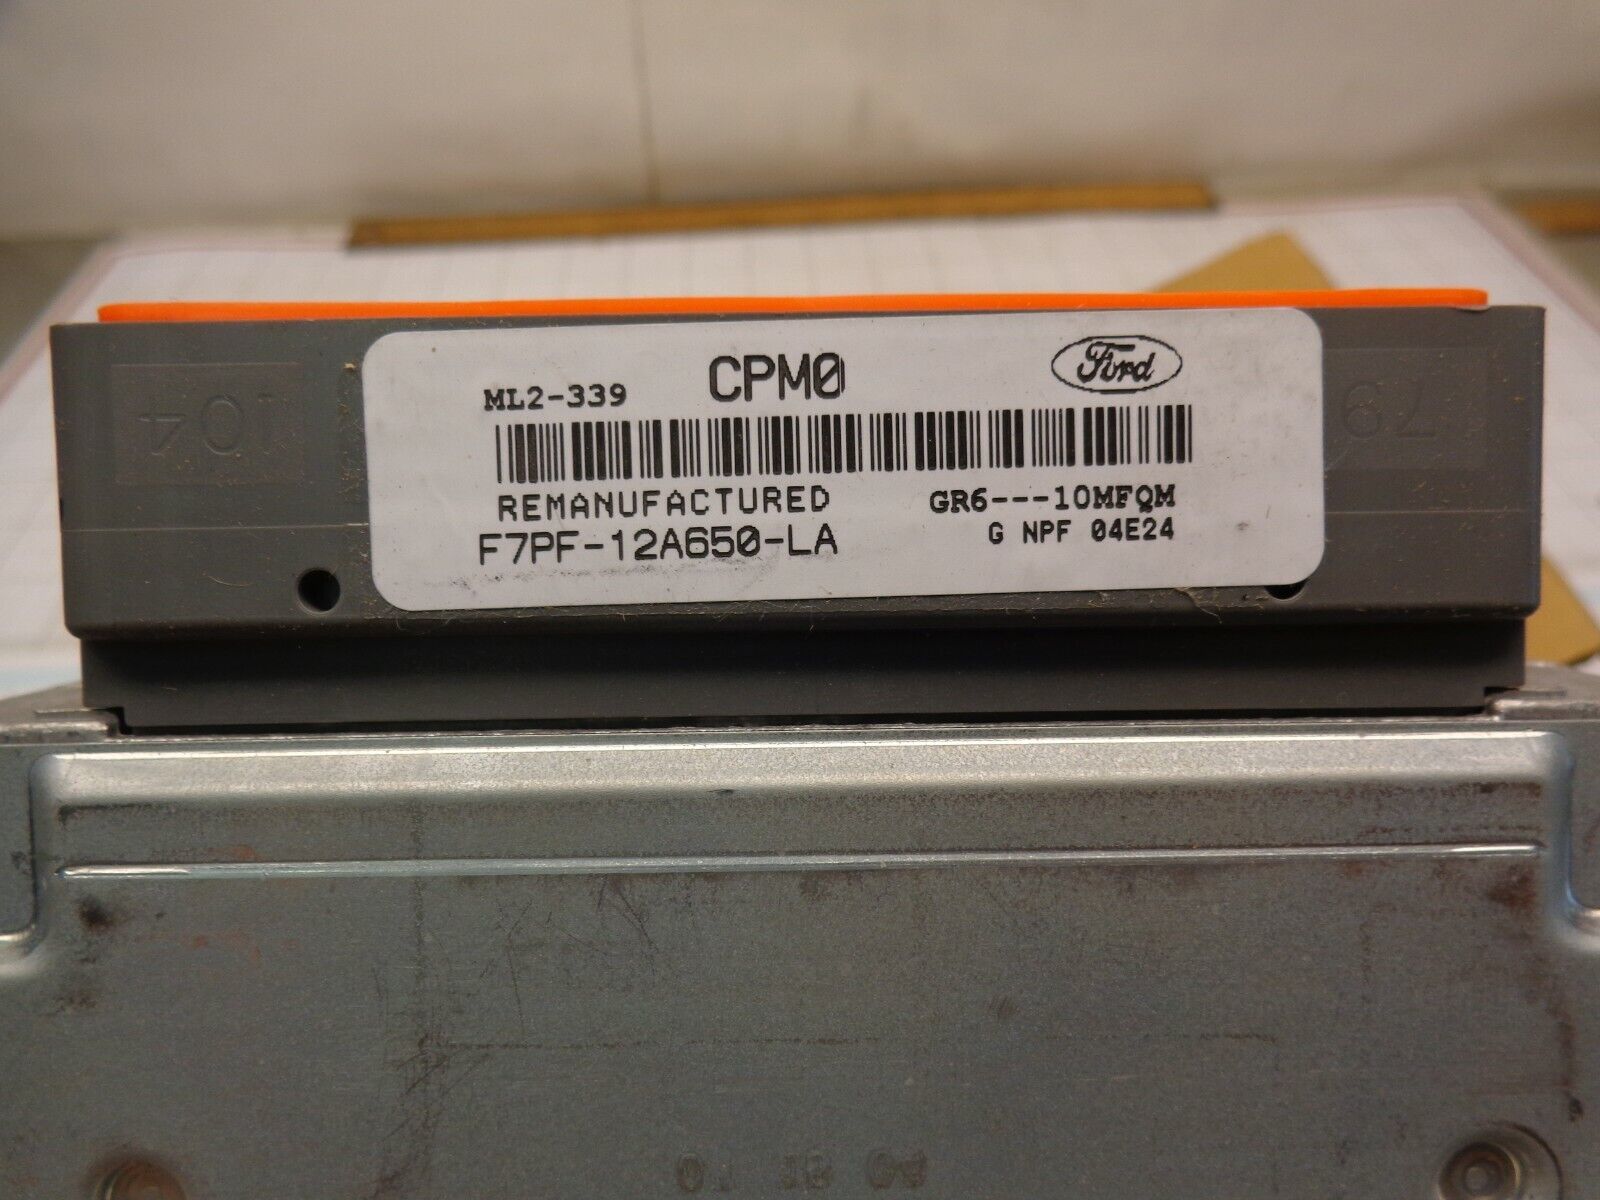 ML2-339 CPM0 Ford
REMANUFACTURED GR6---10MFQM
F7PF-12A650-LA G NPF 04E24
104
79